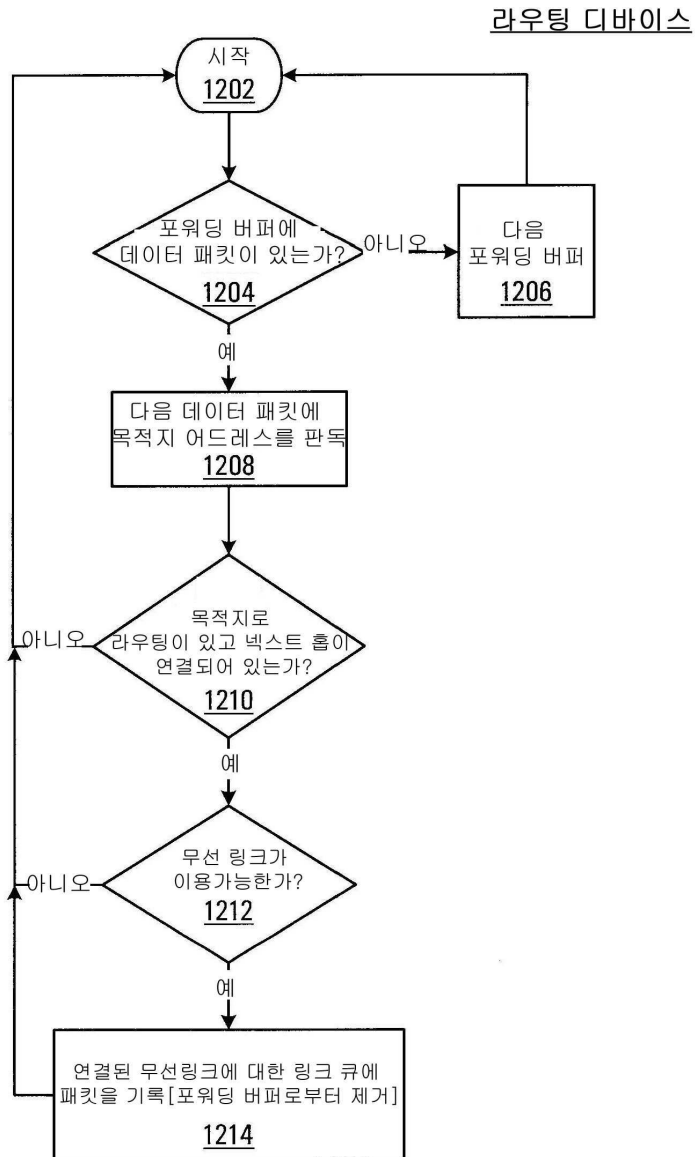 라우팅 디바이스
시작
1202
포워딩 버퍼에
데이터 패킷이 있는가?
1204
아니오
다음
포워딩 버퍼
1206
예
다음 데이터 패킷에
목적지 어드레스를 판독
1208
목적지로
라우팅이 있고 넥스트 홉이
연결되어 있는가?
1210
아니오
예
무선 링크가
이용가능한가?
1212
아니오
예
연결된 무선링크에 대한 링크 큐에
패킷을 기록[포워딩 버퍼로부터 제거]
1214